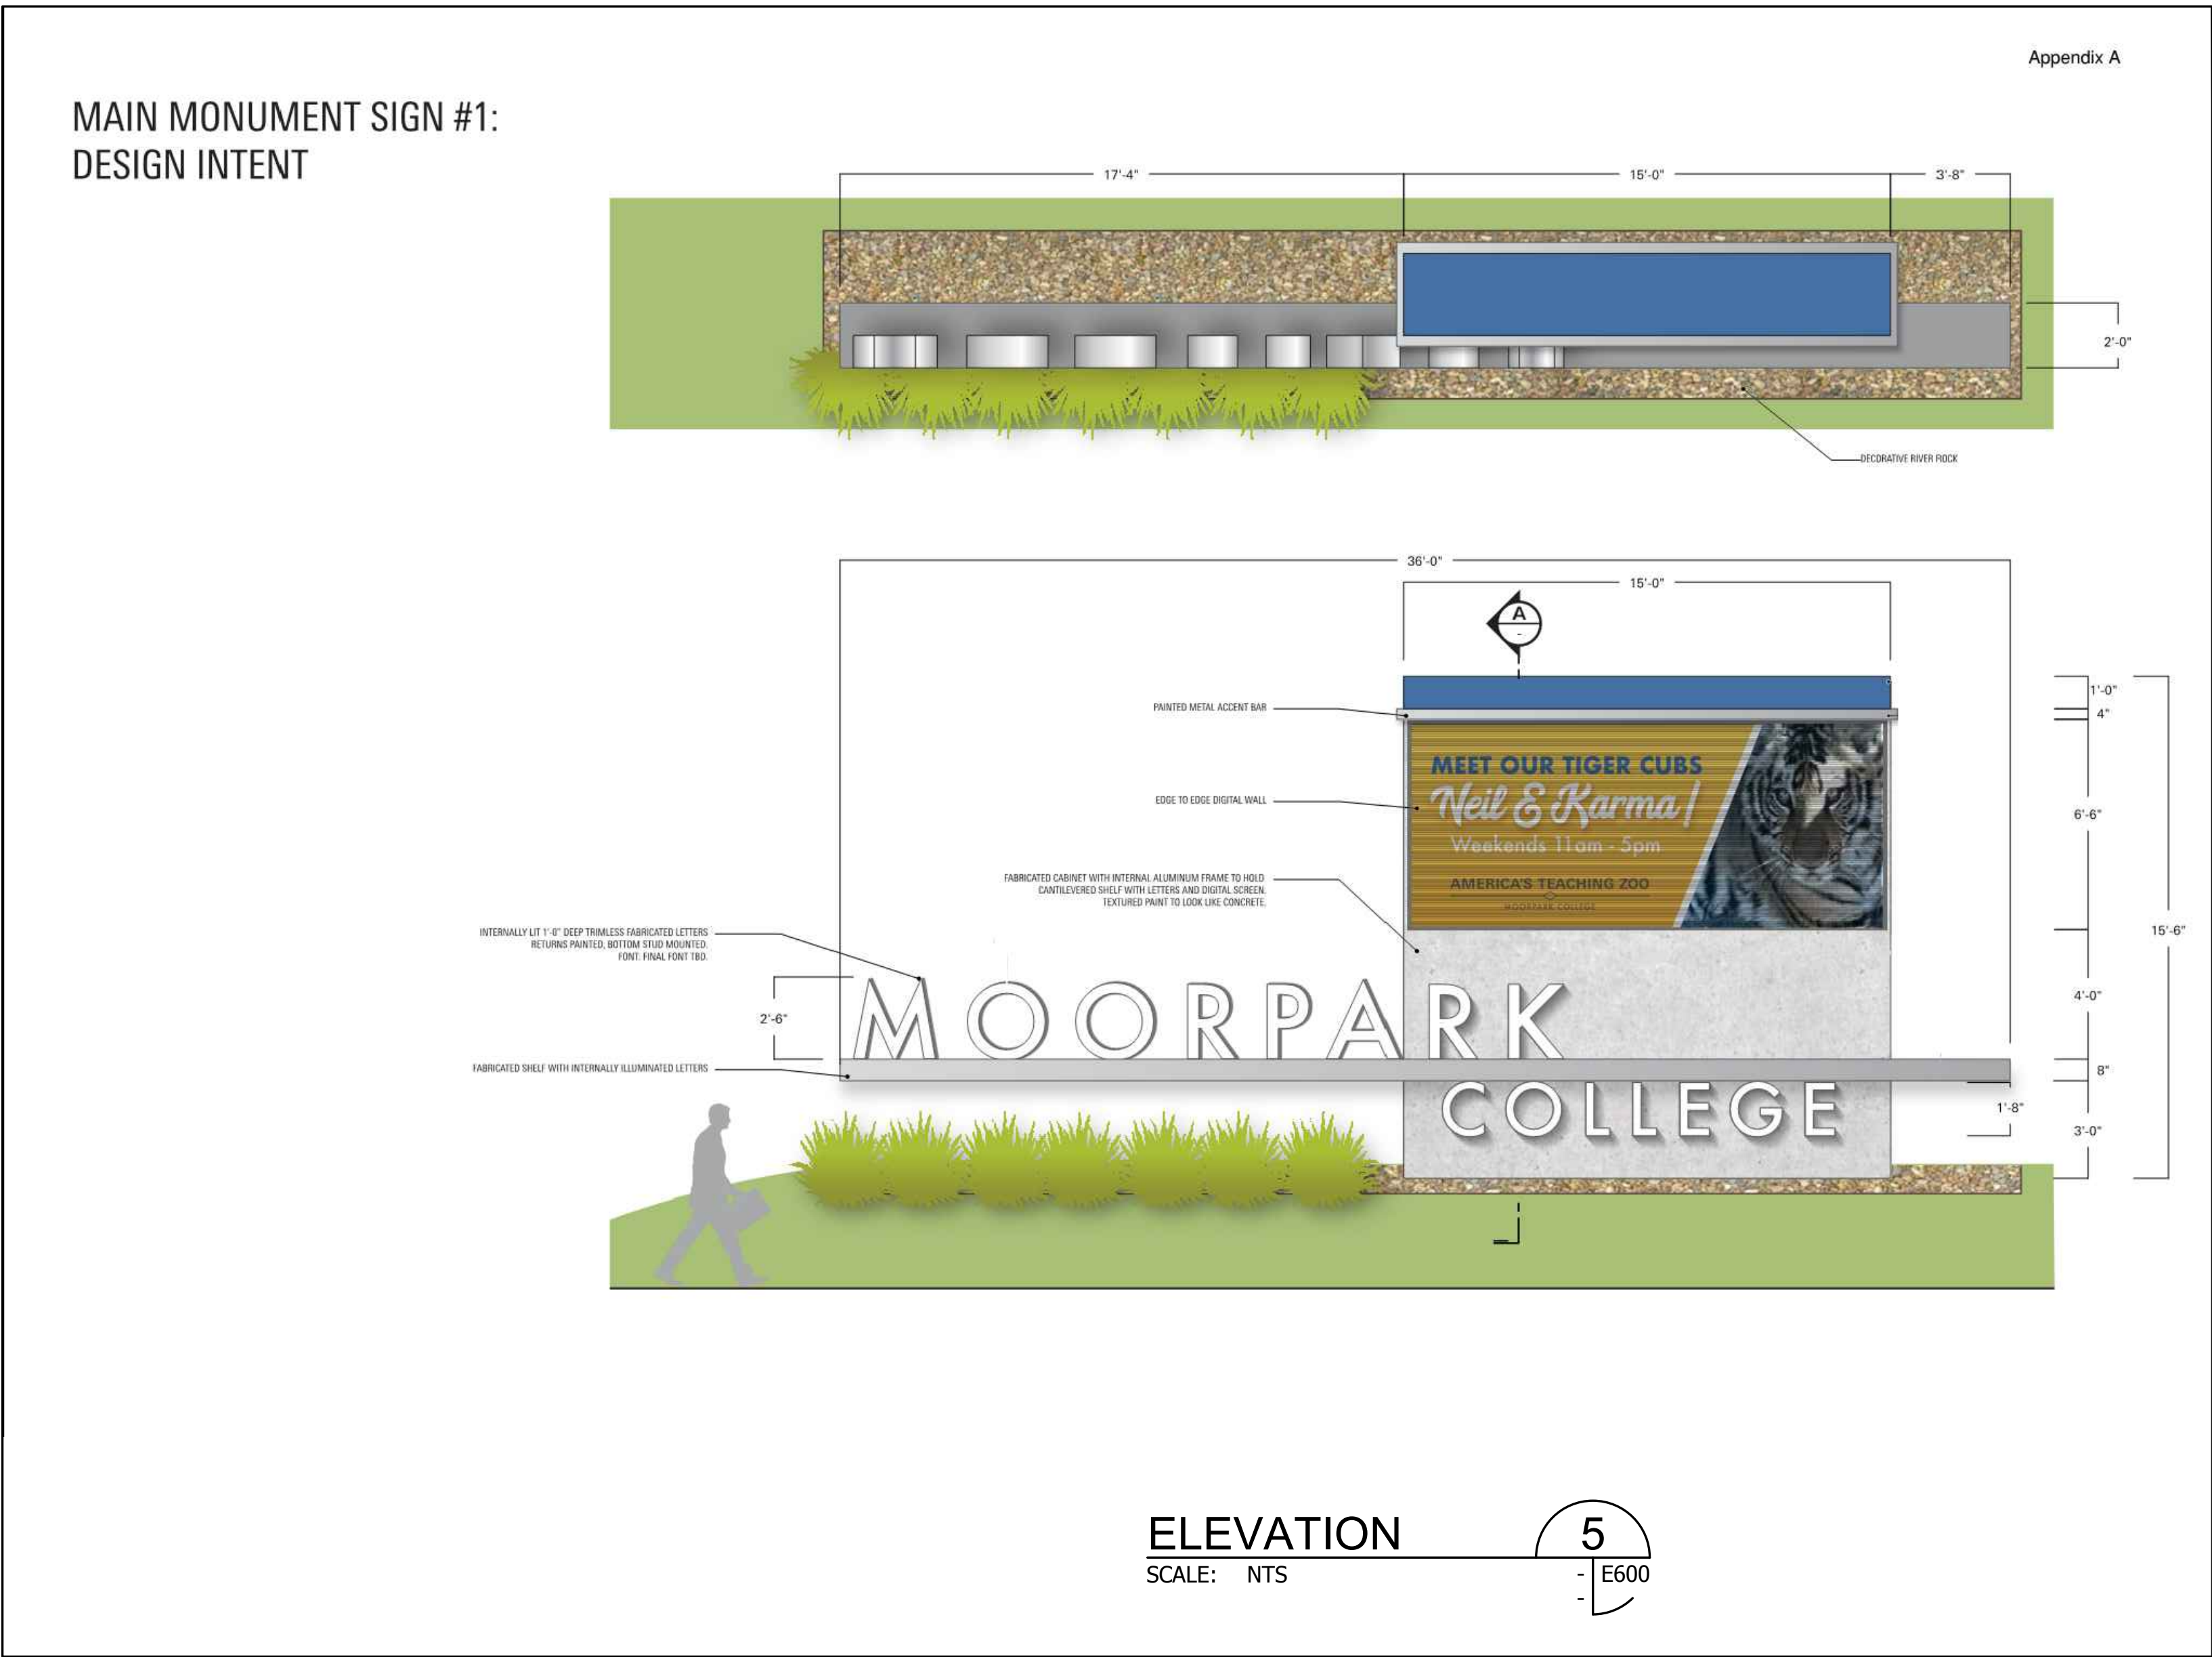 Appendix A
MAIN MONUMENT SIGN #1:
DESIGN INTENT
17'-4"
15'-0"
3'-8"
2'-0"
DECORATIVE RIVER ROCK
36'-0"
15'-0"
A
-
1'-0"
PAINTED METAL ACCENT BAR
4"
MEET OUR TIGER CUBS
Neil & Karma!
Weekends 11am - 5pm
AMERICA'S TEACHING ZOO
MOORPARK COLLEGE
EDGE TO EDGE DIGITAL WALL
6'-6"
FABRICATED CABINET WITH INTERNAL ALUMINUM FRAME TO HOLD
CANTILEVERED SHELF WITH LETTERS AND DIGITAL SCREEN.
TEXTURED PAINT TO LOOK LIKE CONCRETE.
INTERNALLY LIT 1'-0" DEEP TRIMLESS FABRICATED LETTERS
RETURNS PAINTED, BOTTOM STUD MOUNTED.
FONT: FINAL FONT TBD.
15'-6"
4'-0"
2'-6"
MOORPARK
FABRICATED SHELF WITH INTERNALLY ILLUMINATED LETTERS
8"
COLLEGE
1'-8"
3'-0"
ELEVATION
SCALE: NTS
5
- E600
-